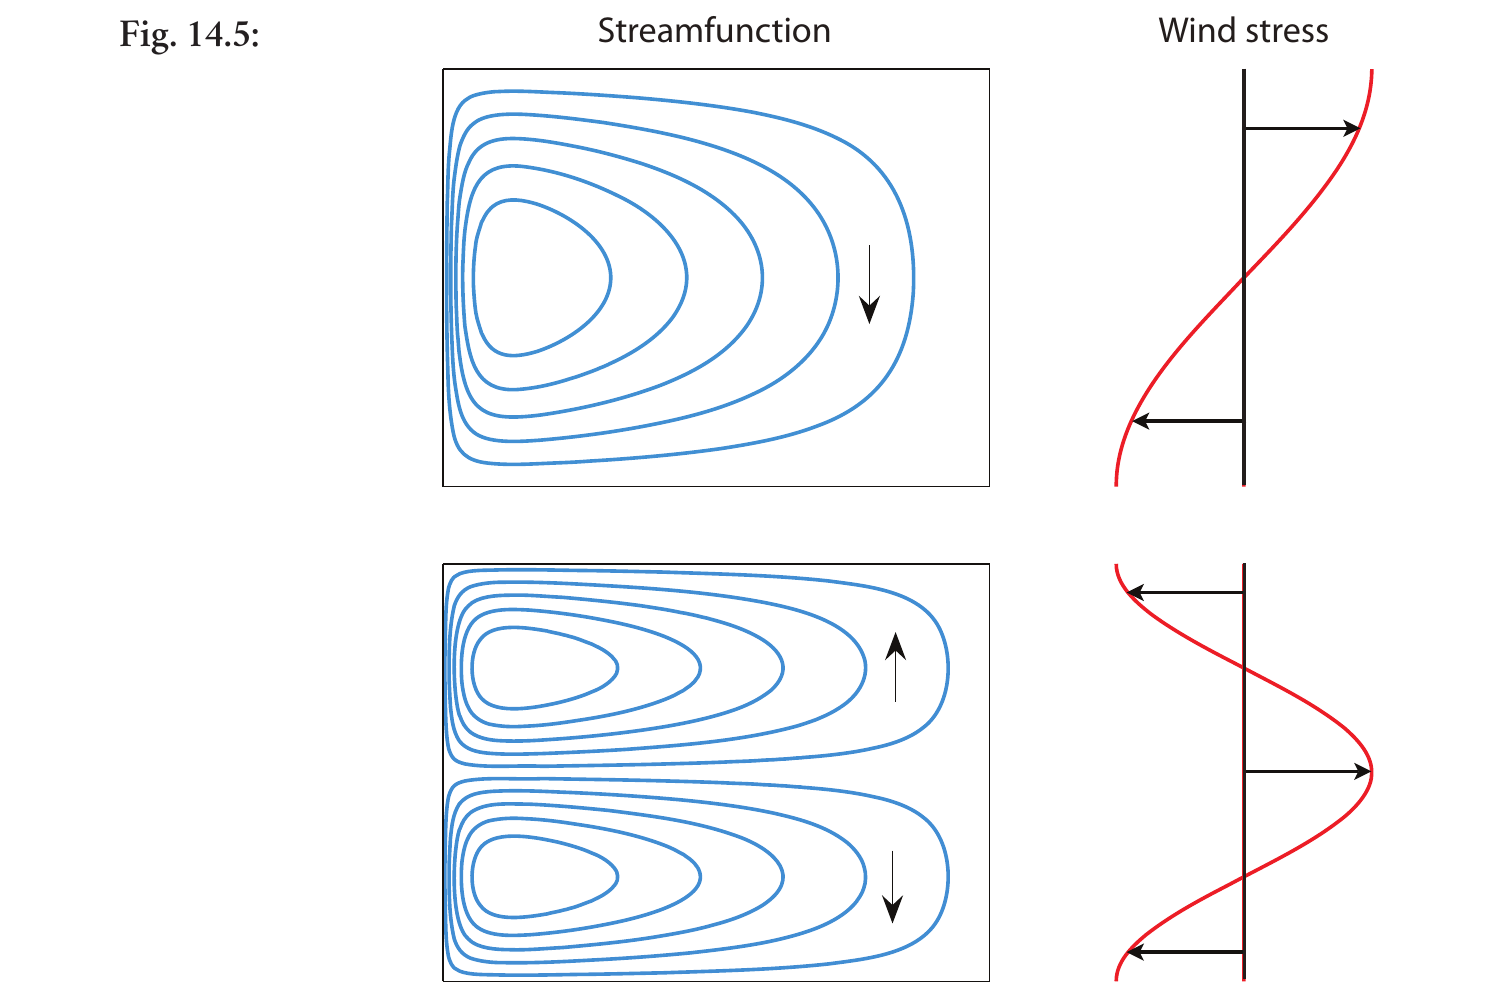 Fig. 14.5:
Streamfunction
Wind stress